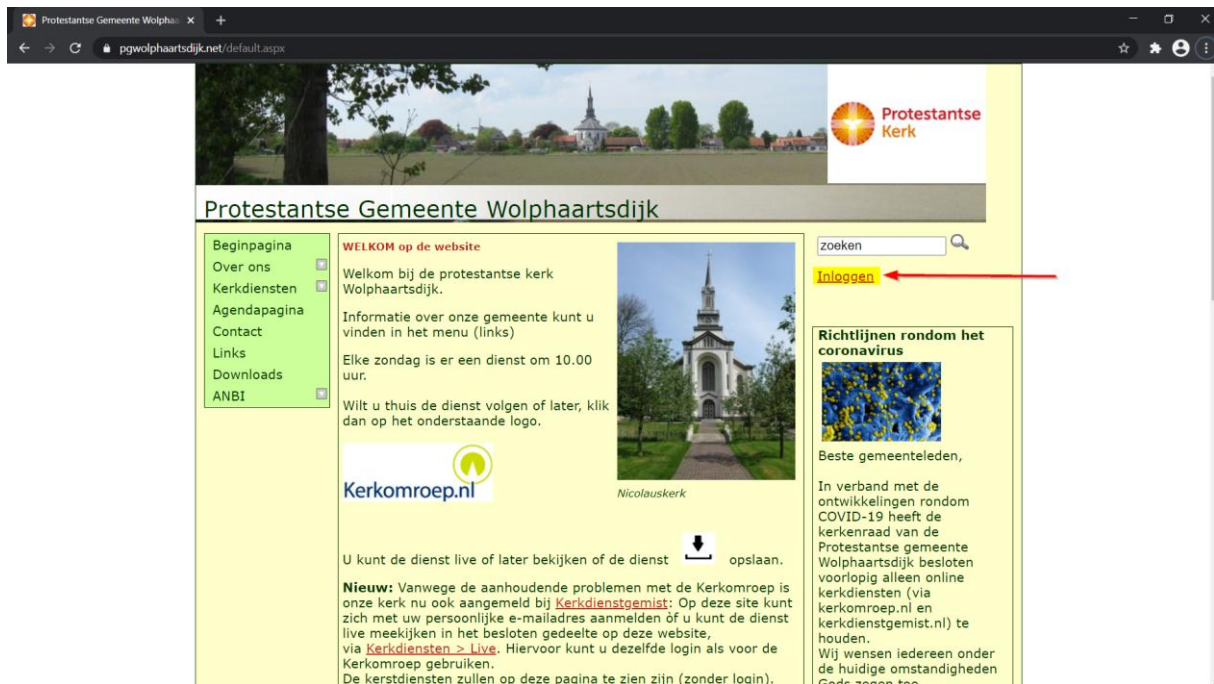 Protestantse Gemeente Wolphaa
pgwolphaartsdijk.net/default.aspx
Protestantse
Kerk
Protestantse Gemeente Wolphaartsdijk
Beginpagina
Over ons
Kerkdiensten
Agendapagina
Contact
Links
Downloads
ANBI
WELKOM op de website
Welkom bij de protestantse kerk
Wolphaartsdijk.
Informatie over onze gemeente kunt u
vinden in het menu (links)
Elke zondag is er een dienst om 10.00
uur.
Wilt u thuis de dienst volgen of later, klik
dan op het onderstaande logo.
Kerkomroep.nl
Nicolauskerk
U kunt de dienst live of later bekijken of de dienst opslaan.
Nieuw: Vanwege de aanhoudende problemen met de Kerkomroep is
onze kerk nu ook aangemeld bij Kerkdienstgemist: Op deze site kunt
zich met uw persoonlijke e-mailadres aanmelden òf u kunt de dienst
live meekijken in het besloten gedeelte op deze website,
via Kerkdiensten > Live. Hiervoor kunt u dezelfde login als voor de
Kerkomroep gebruiken.
De kerstdiensten zullen op deze pagina te zien zijn (zonder login).
zoeken
Inloggen
Richtlijnen rondom het
coronavirus
Beste gemeenteleden,
In verband met de
ontwikkelingen rondom
COVID-19 heeft de
kerkenraad van de
Protestantse gemeente
Wolphaartsdijk besloten
voorlopig alleen online
kerkdiensten (via
kerkomroep.nl en
kerkdienstgemist.nl) te
houden.
Wij wensen iedereen onder
de huidige omstandigheden
Gods zegen toe